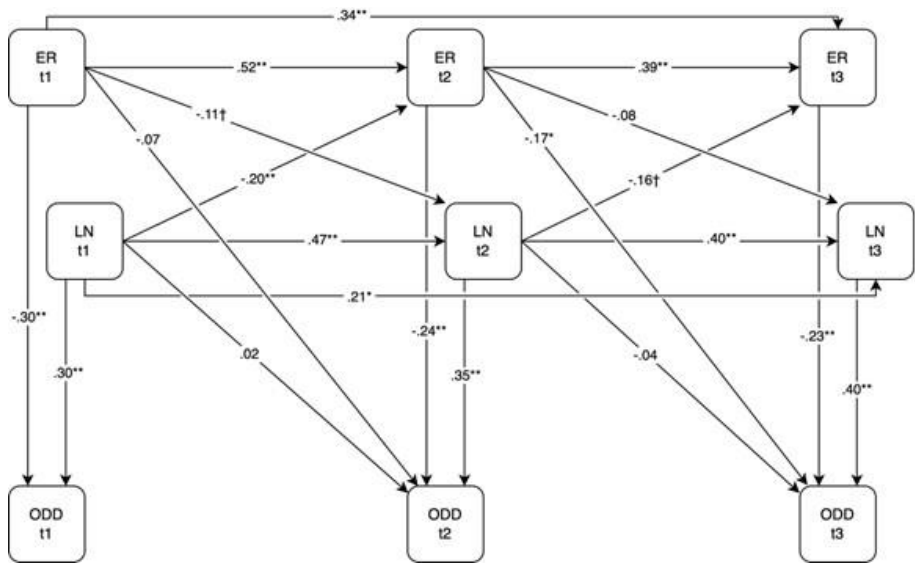 .34**
ER
t1
.52**
ER
t2
.39**
ER
t3
-.11†
-.07
-.08
-.17*
-.20**
-.16†
LN
t1
.47**
LN
t2
.40**
LN
t3
.21*
-.30**
-.24**
-.23**
.02
-.04
.30**
.35**
.40**
ODD
t1
ODD
t2
ODD
t3